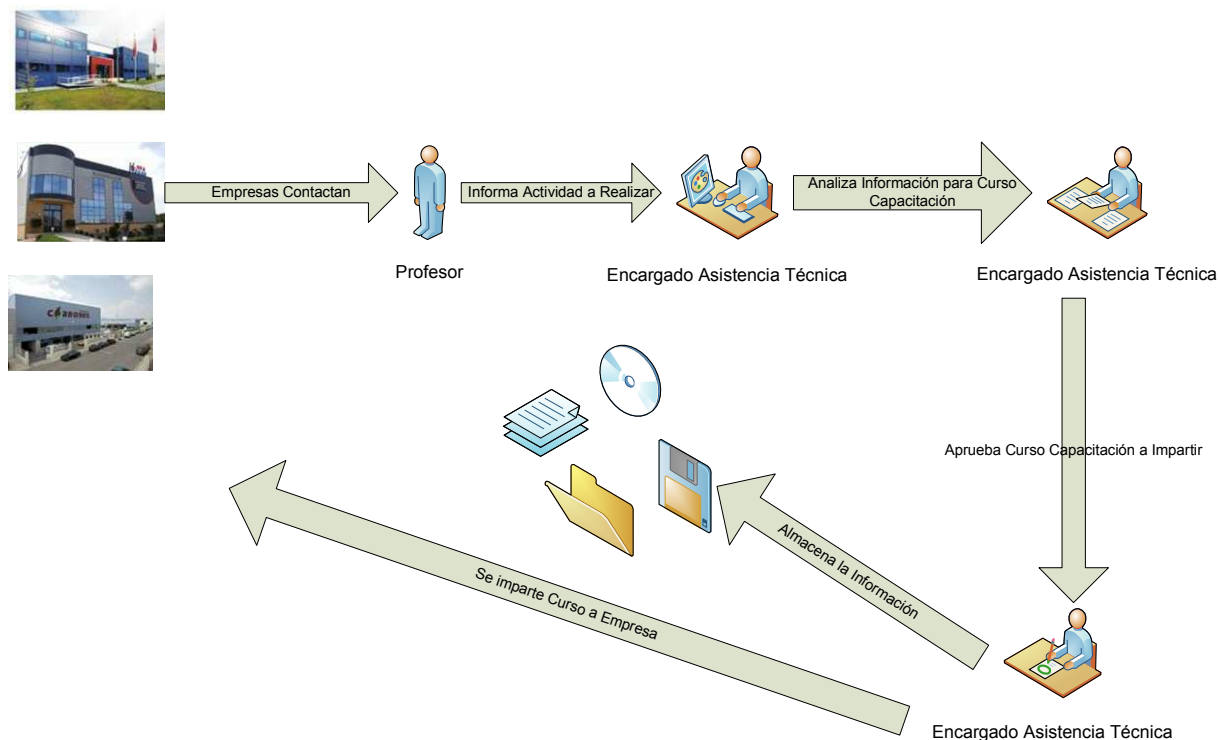 Empresas Contactan
Informa Actividad a Realizar
Analiza Información para Curso
Capacitación
Profesor
Encargado Asistencia Técnica
Encargado Asistencia Técnica
Aprueba Curso Capacitación a Impartir
Almacena la Información
Se imparte Curso a Empresa
Encargado Asistencia Técnica